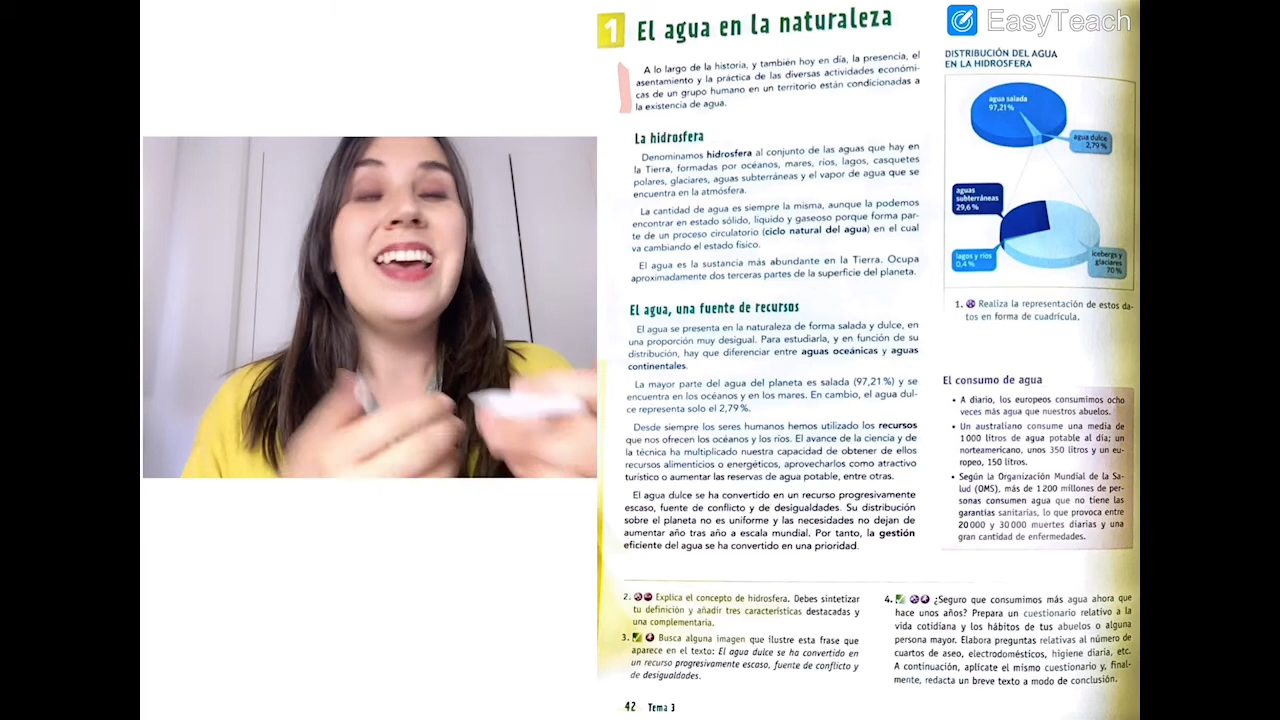 1 El agua en la naturaleza
A lo largo de la historia, y también hoy en día, la presencia, el
asentamiento y la práctica de las diversas actividades económi-
cas de un grupo humano en un territorio están condicionadas a
la existencia de agua.
La hidrosfera
Denominamos hidrosfera al conjunto de las aguas que hay en
la Tierra, formadas por océanos, mares, ríos, lagos, casquetes
polares, glaciares, aguas subterráneas y el vapor de agua que se
encuentra en la atmósfera.
La cantidad de agua es siempre la misma, aunque la podemos
encontrar en estado sólido, líquido y gaseoso porque forma par-
te de un proceso circulatorio (ciclo natural del agua) en el cual
va cambiando el estado físico.
El agua es la sustancia más abundante en la Tierra. Ocupa
aproximadamente dos terceras partes de la superficie del planeta.
El agua, una fuente de recursos
El agua se presenta en la naturaleza de forma salada y dulce, en
una proporción muy desigual. Para estudiarla, y en función de su
distribución, hay que diferenciar entre aguas oceánicas y aguas
continentales.
La mayor parte del agua del planeta es salada (97,21 %) y se
encuentra en los océanos y en los mares. En cambio, el agua dul-
ce representa solo el 2,79 %.
Desde siempre los seres humanos hemos utilizado los recursos
que nos ofrecen los océanos y los ríos. El avance de la ciencia y de
la técnica ha multiplicado nuestra capacidad de obtener de ellos
recursos alimenticios o energéticos, aprovecharlos como atractivo
turístico o aumentar las reservas de agua potable, entre otras.
El agua dulce se ha convertido en un recurso progresivamente
escaso, fuente de conflicto y de desigualdades. Su distribución
sobre el planeta no es uniforme y las necesidades no dejan de
aumentar año tras año a escala mundial. Por tanto, la gestión
eficiente del agua se ha convertido en una prioridad.
EasyTeach
DISTRIBUCIÓN DEL AGUA
EN LA HIDROSFERA
agua salada
97,21 %
agua dulce
2,79 %
aguas
subterráneas
29,6 %
lagos y ríos
0,4 %
icebergs y
glaciares
70 %
1. Realiza la representación de estos da-
tos en forma de cuadrícula.
El consumo de agua
• A diario, los europeos consumimos ocho
veces más agua que nuestros abuelos.
• Un australiano consume una media de
1 000 litros de agua potable al día; un
norteamericano, unos 350 litros y un eu-
ropeo, 150 litros.
• Según la Organización Mundial de la Sa-
lud (OMS), más de 1 200 millones de per-
sonas consumen agua que no tiene las
garantías sanitarias, lo que provoca entre
20 000 y 30 000 muertes diarias y una
gran cantidad de enfermedades.
2. Explica el concepto de hidrosfera. Debes sintetizar
tu definición y añadir tres características destacadas y
una complementaria.
3. Busca alguna imagen que ilustre esta frase que
aparece en el texto: El agua dulce se ha convertido en
un recurso progresivamente escaso, fuente de conflicto y
de desigualdades.
4. ¿Seguro que consumimos más agua ahora que
hace unos años? Prepara un cuestionario relativo a la
vida cotidiana y los hábitos de tus abuelos o alguna
persona mayor. Elabora preguntas relativas al número de
cuartos de aseo, electrodomésticos, higiene diaria, etc.
A continuación, aplícate el mismo cuestionario y, final-
mente, redacta un breve texto a modo de conclusión.
42 Tema 3